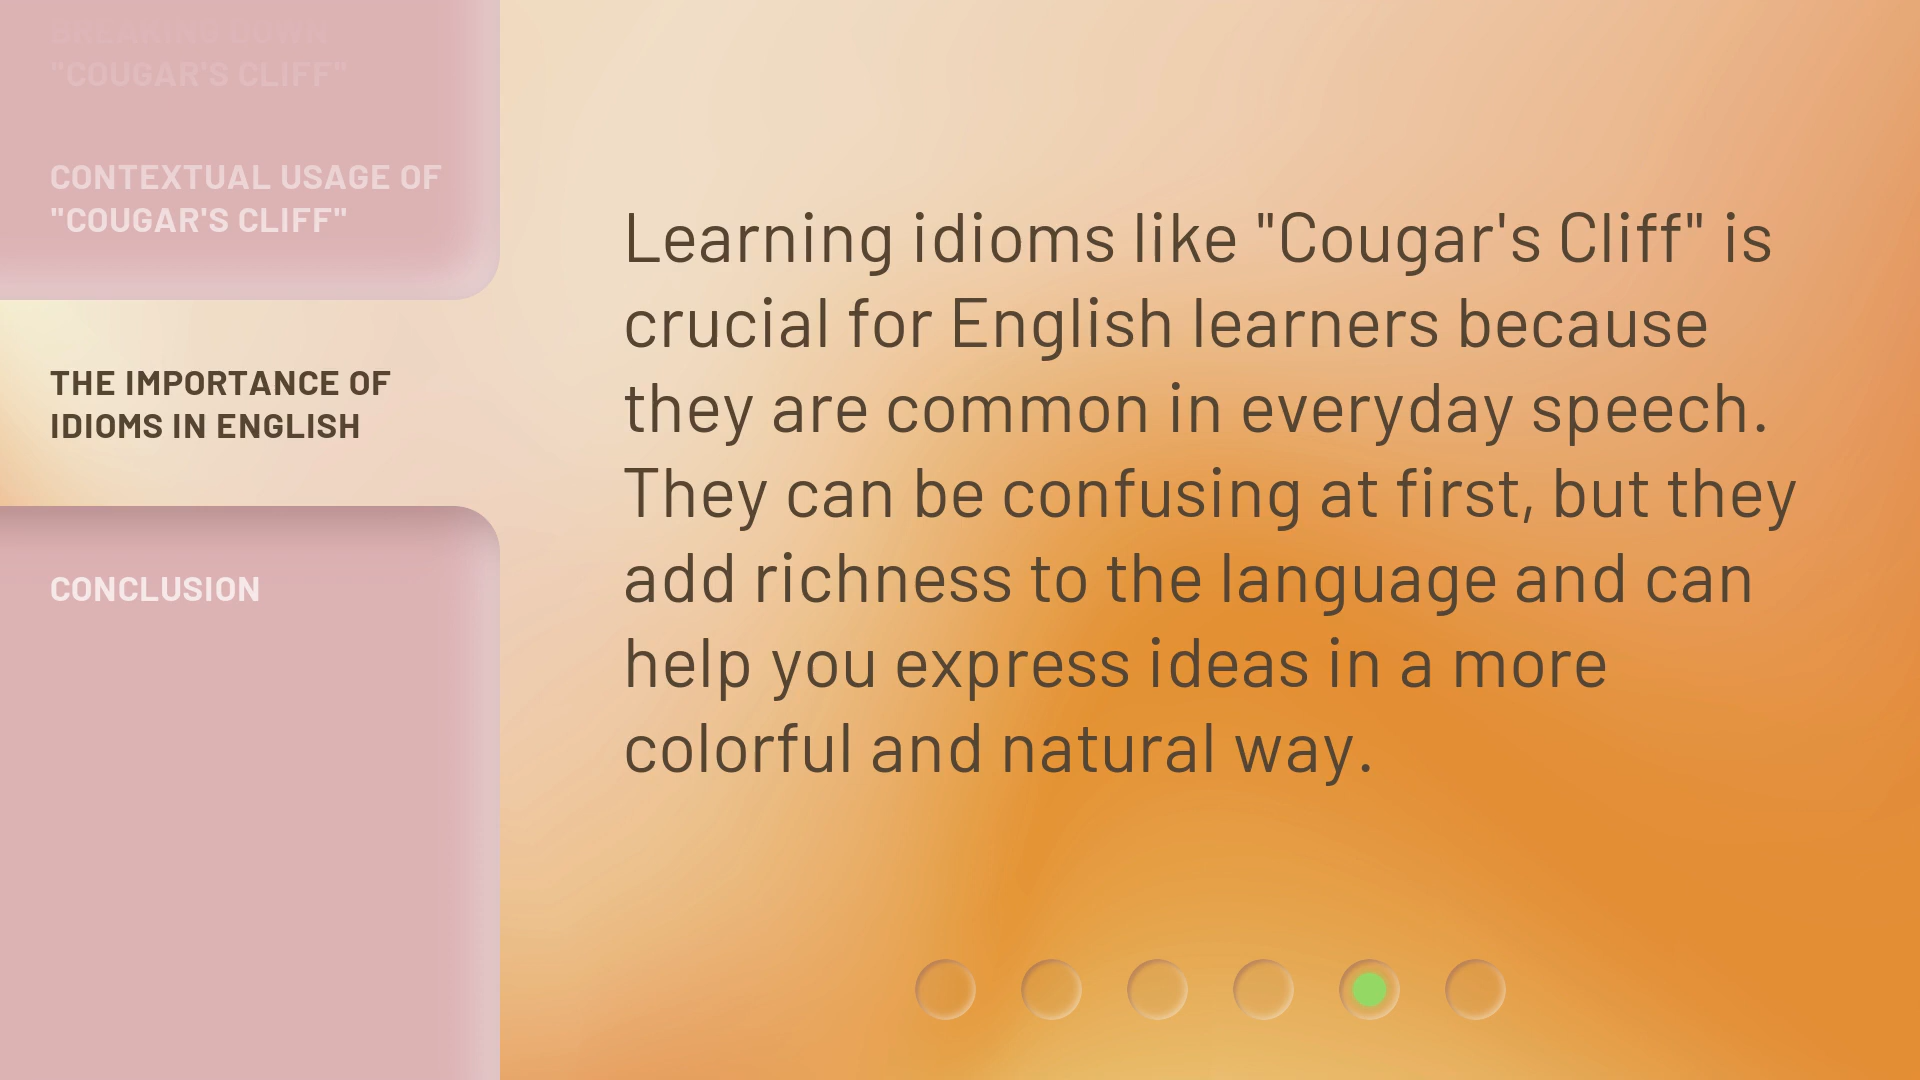 BREAKING DOWN
"COUGAR'S CLIFF"
CONTEXTUAL USAGE OF
"COUGAR'S CLIFF"
THE IMPORTANCE OF
IDIOMS IN ENGLISH
CONCLUSION
Learning idioms like "Cougar's Cliff" is
crucial for English learners because
they are common in everyday speech.
They can be confusing at first, but they
add richness to the language and can
help you express ideas in a more
colorful and natural way.